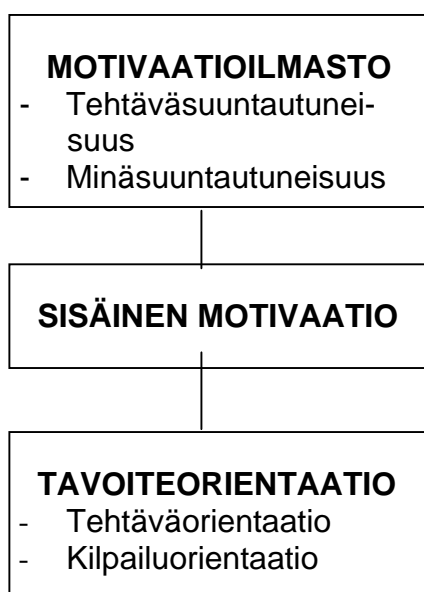 MOTIVAATIOILMASTO
- Tehtäväsuuntautunei-
suus
- Minäsuuntautuneisuus
SISÄINEN MOTIVAATIO
TAVOITEORIENTAATIO
- Tehtäväorientaatio
- Kilpailuorientaatio